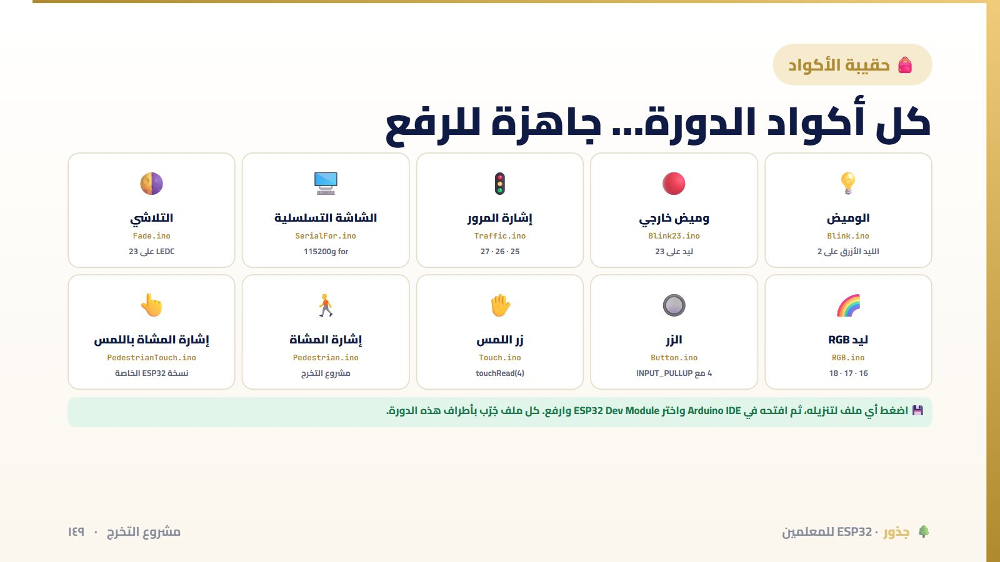 حقيبة الأكواد
كل أكواد الدورة... جاهزة للرفع
الوميض
Blink.ino
الليد الأزرق على 2
وميض خارجي
Blink23.ino
ليد على 23
إشارة المرور
Traffic.ino
25 · 26 · 27
الشاشة التسلسلية
SerialFor.ino
115200و for
التلاشي
Fade.ino
LEDC على 23
ليد RGB
RGB.ino
16 · 17 · 18
الزر
Button.ino
4 مع INPUT_PULLUP
زر اللمس
Touch.ino
touchRead(4)
إشارة المشاة
Pedestrian.ino
مشروع التخرج
إشارة المشاة باللمس
PedestrianTouch.ino
نسخة ESP32 الخاصة
اضغط أي ملف لتنزيله، ثم افتحه في Arduino IDE واختر ESP32 Dev Module وارفع. كل ملف جُرّب بأطراف هذه الدورة.
جذور · ESP32 للمعلمين
مشروع التخرج · ١٤٩